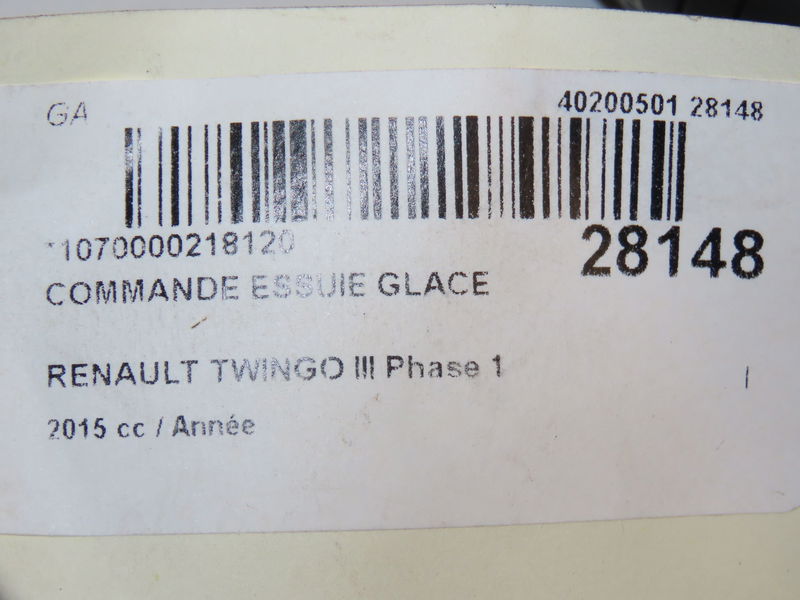 GA 40200501 28148
*1070000218120 28148
COMMANDE ESSUIE GLACE
RENAULT TWINGO III Phase 1
2015 cc / Année